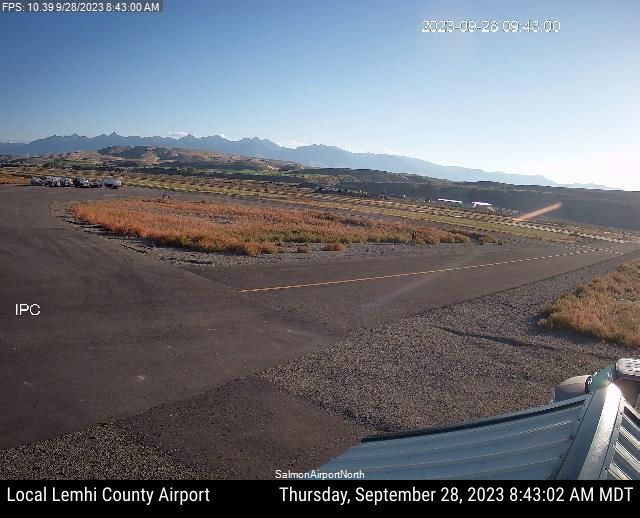 FPS: 10.39 9/28/2023 8:43:00 AM
2023-09-28 09:43:00
IPC
SalmonAirportNorth
Local Lemhi County Airport Thursday, September 28, 2023 8:43:02 AM MDT